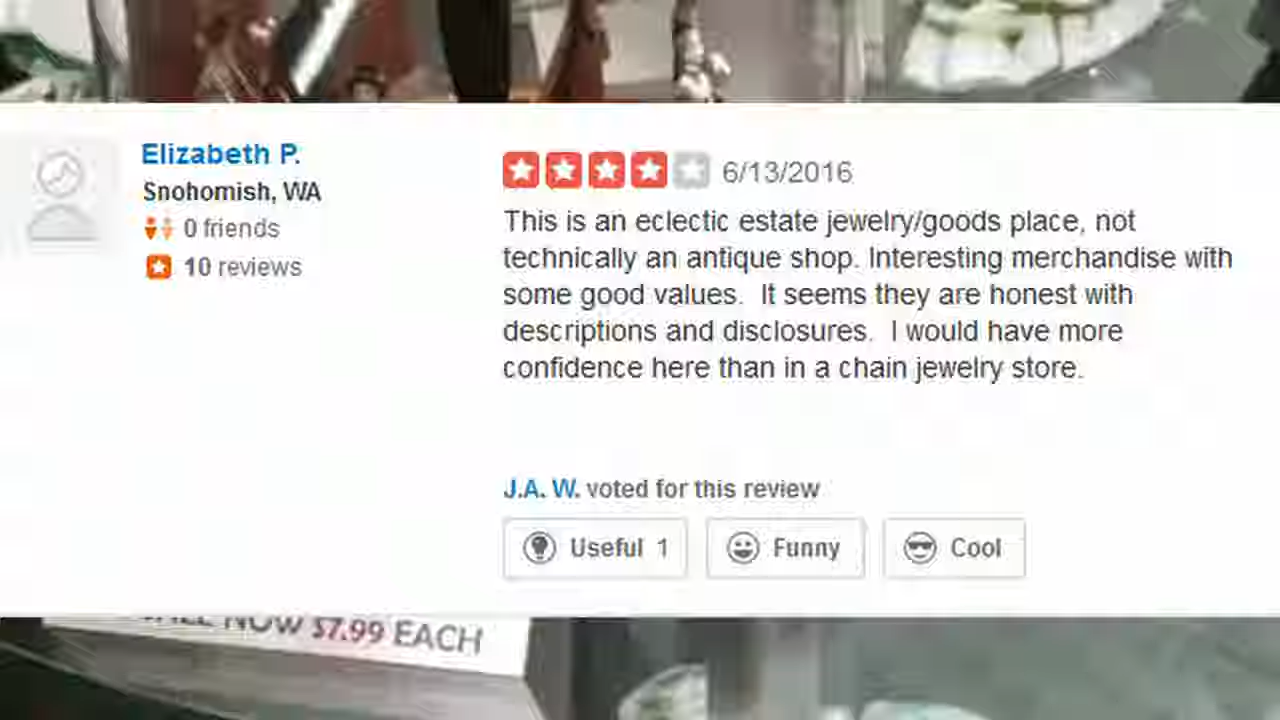 Elizabeth P.
Snohomish, WA
0 friends
10 reviews
6/13/2016
This is an eclectic estate jewelry/goods place, not
technically an antique shop. Interesting merchandise with
some good values.  It seems they are honest with
descriptions and disclosures.  I would have more
confidence here than in a chain jewelry store.
J.A. W. voted for this review
Useful 1
Funny
Cool
NOW $7.99 EACH